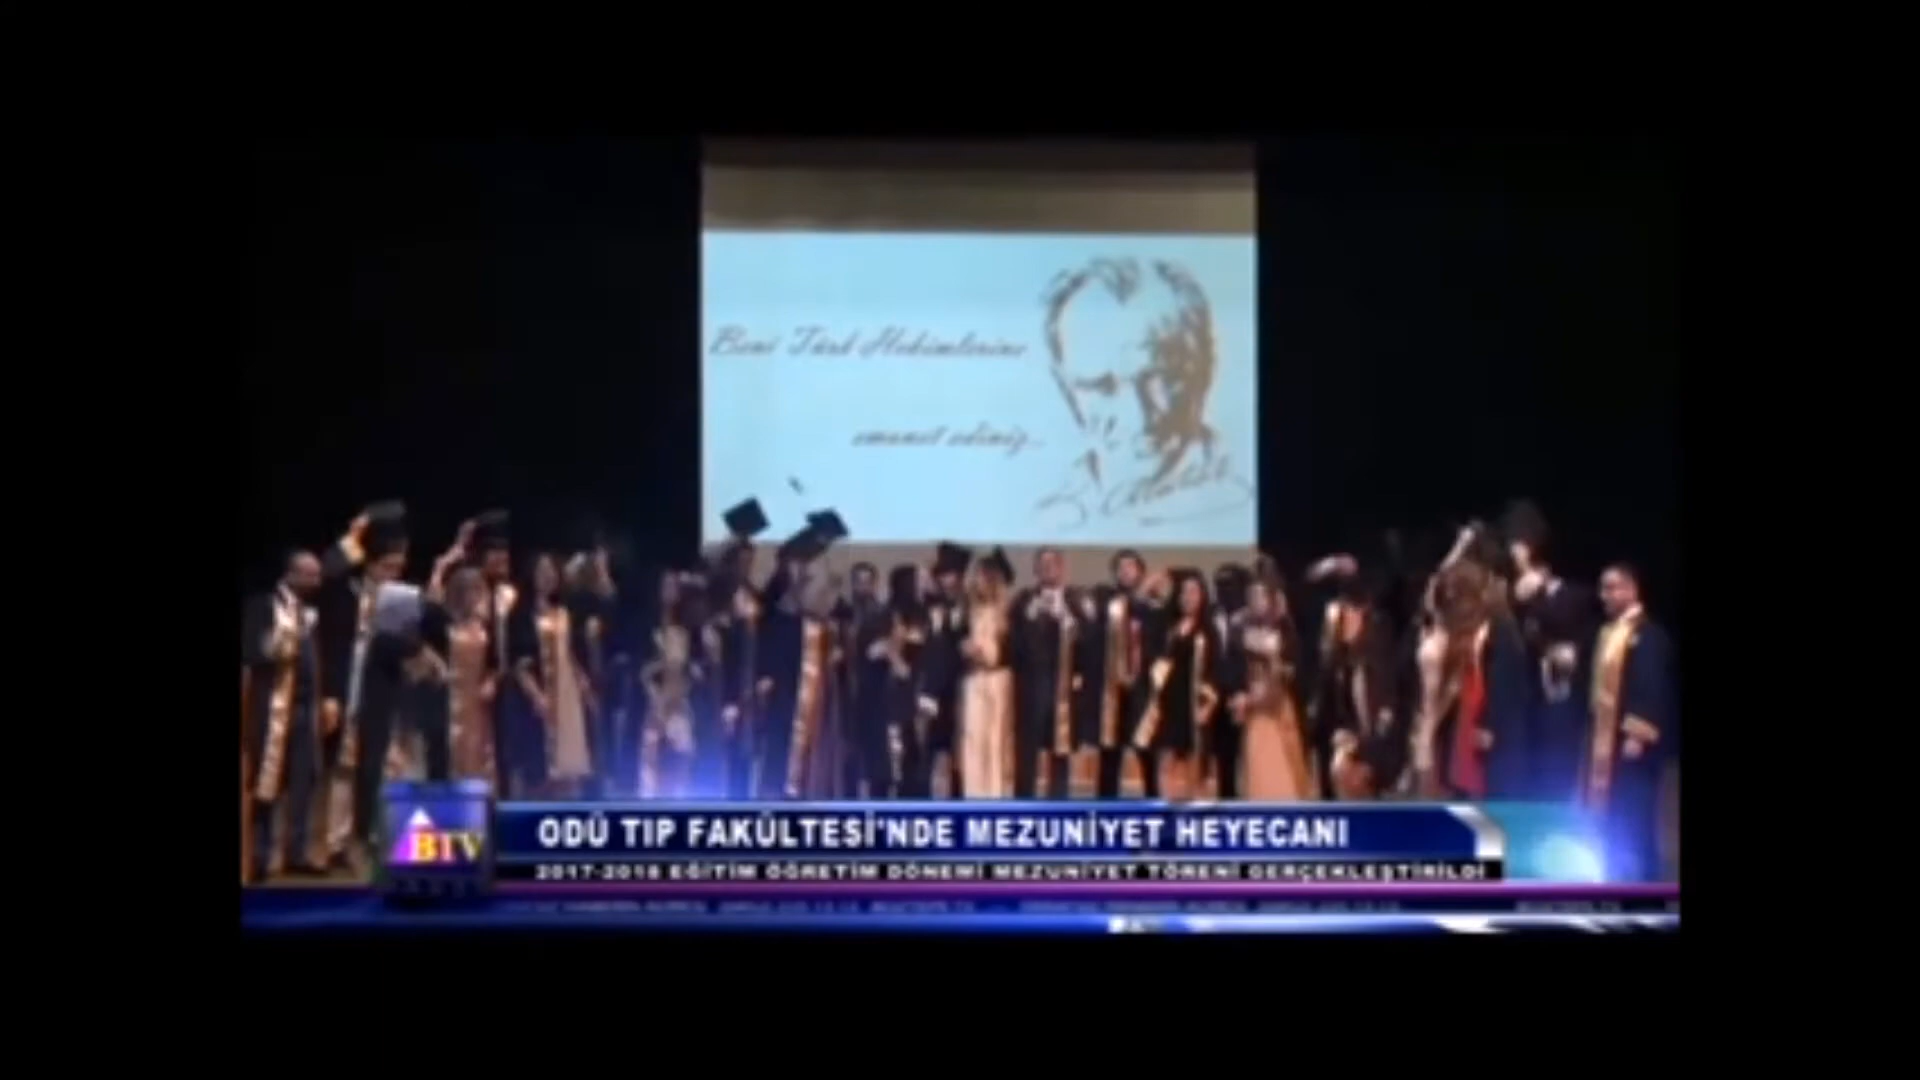 Beni Türk Hekimlerine
emanet ediniz...
K. Atatürk
BTV
ODÜ TIP FAKÜLTESİ'NDE MEZUNİYET HEYECANI
2017-2018 EĞİTİM ÖĞRETİM DÖNEMİ MEZUNİYET TÖRENİ GERÇEKLEŞTİRİLDİ